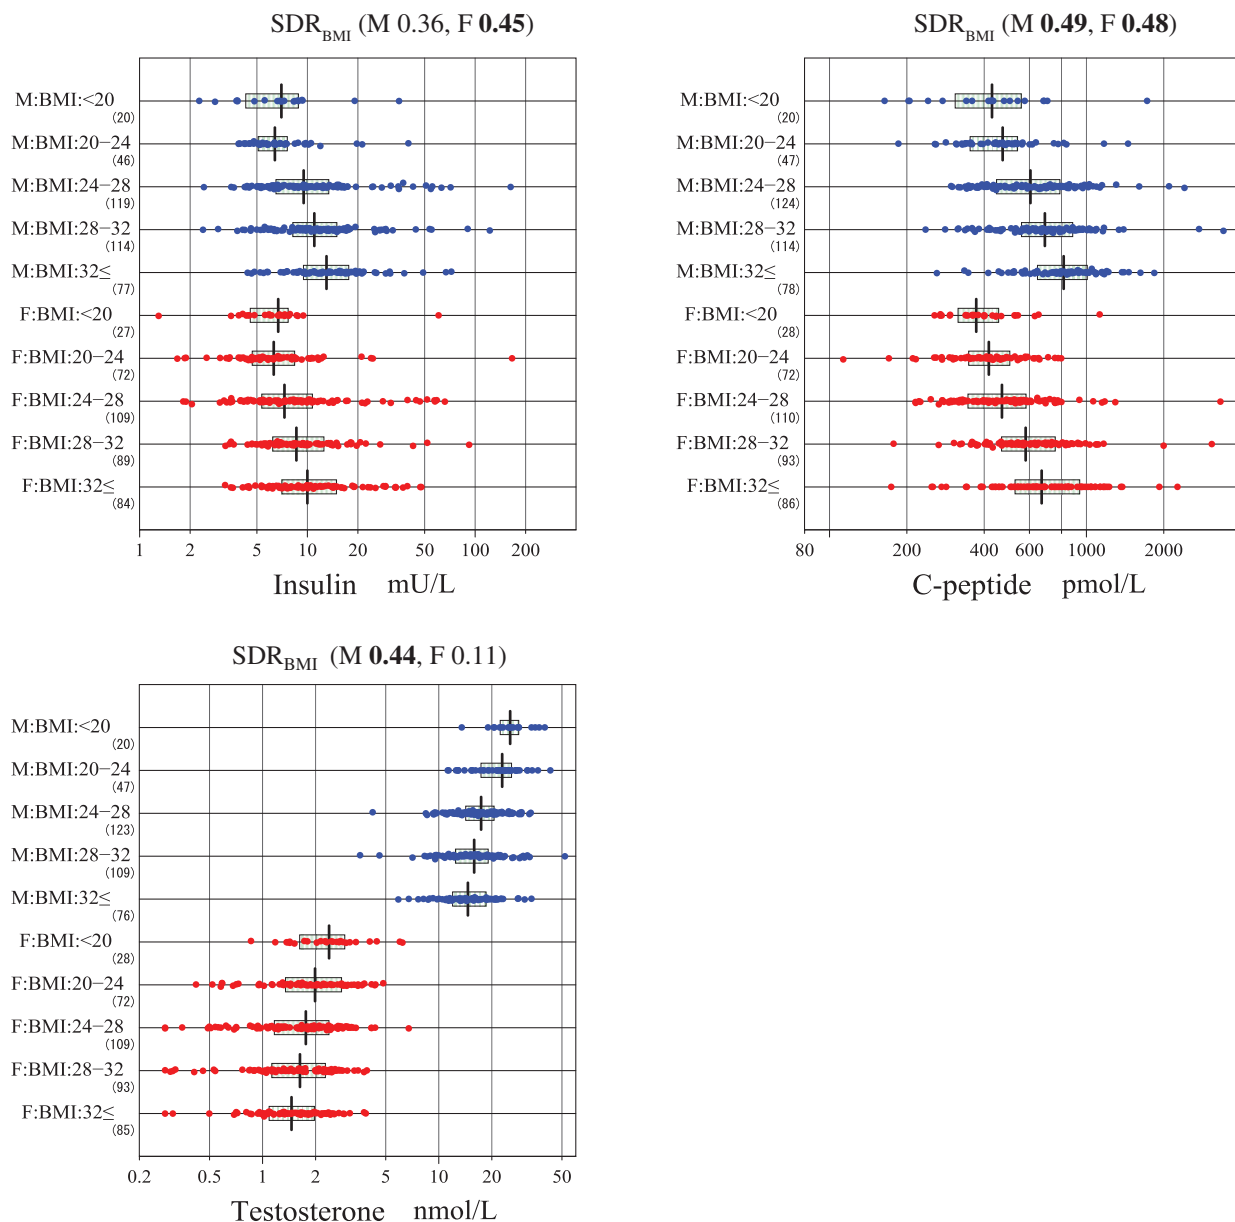 SDR_BMI (M 0.36, F 0.45)
M:BMI:<20
(20)
M:BMI:20−24
(46)
M:BMI:24−28
(119)
M:BMI:28−32
(114)
M:BMI:32≤
(77)
F:BMI:<20
(27)
F:BMI:20−24
(72)
F:BMI:24−28
(109)
F:BMI:28−32
(89)
F:BMI:32≤
(84)
1 2 5 10 20 50 100 200
Insulin mU/L
SDR_BMI (M 0.49, F 0.48)
M:BMI:<20
(20)
M:BMI:20−24
(47)
M:BMI:24−28
(124)
M:BMI:28−32
(114)
M:BMI:32≤
(78)
F:BMI:<20
(28)
F:BMI:20−24
(72)
F:BMI:24−28
(110)
F:BMI:28−32
(93)
F:BMI:32≤
(86)
80 200 400 600 1000 2000
C-peptide pmol/L
SDR_BMI (M 0.44, F 0.11)
M:BMI:<20
(20)
M:BMI:20−24
(47)
M:BMI:24−28
(123)
M:BMI:28−32
(109)
M:BMI:32≤
(76)
F:BMI:<20
(28)
F:BMI:20−24
(72)
F:BMI:24−28
(109)
F:BMI:28−32
(93)
F:BMI:32≤
(85)
0.2 0.5 1 2 5 10 20 50
Testosterone nmol/L